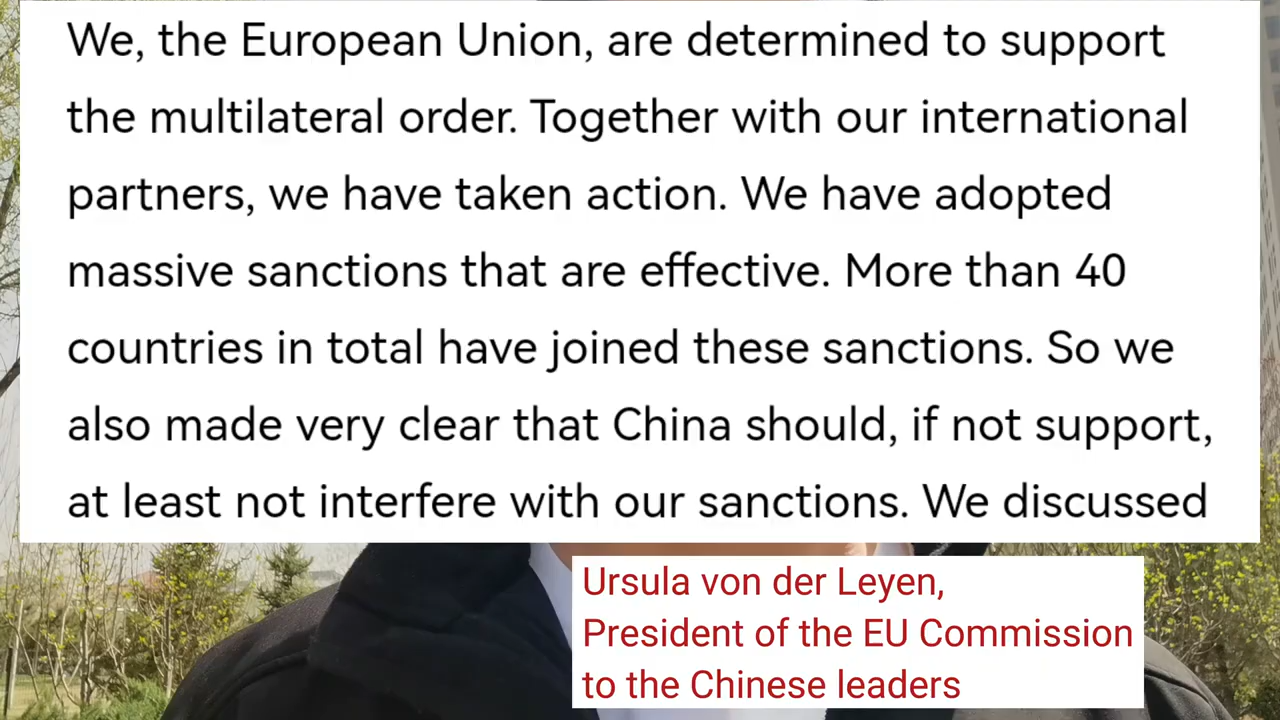 We, the European Union, are determined to support
the multilateral order. Together with our international
partners, we have taken action. We have adopted
massive sanctions that are effective. More than 40
countries in total have joined these sanctions. So we
also made very clear that China should, if not support,
at least not interfere with our sanctions. We discussed
Ursula von der Leyen,
President of the EU Commission
to the Chinese leaders